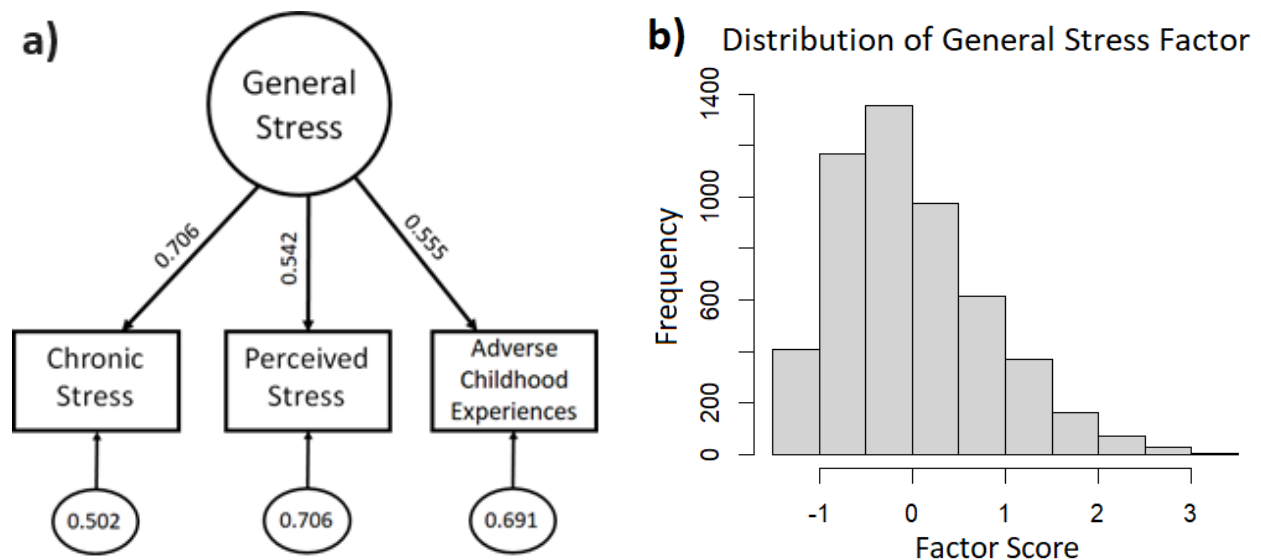 a)
General
Stress
0.706
0.542
0.555
Chronic
Stress
Perceived
Stress
Adverse
Childhood
Experiences
0.502
0.706
0.691
b) Distribution of General Stress Factor
Frequency
1400
1000
600
200
0
-1 0 1 2 3
Factor Score